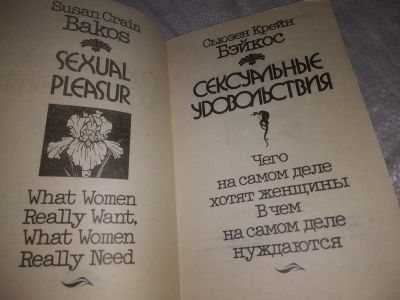 Susan Crain
Bakos
SEXUAL
PLEASUR
What Women
Really Want,
What Women
Really Need
Сьюзен Крейн
Бэйкос
СЕКСУАЛЬНЫЕ
УДОВОЛЬСТВИЯ
Чего
на самом деле
хотят женщины
В чем
на самом деле
нуждаются